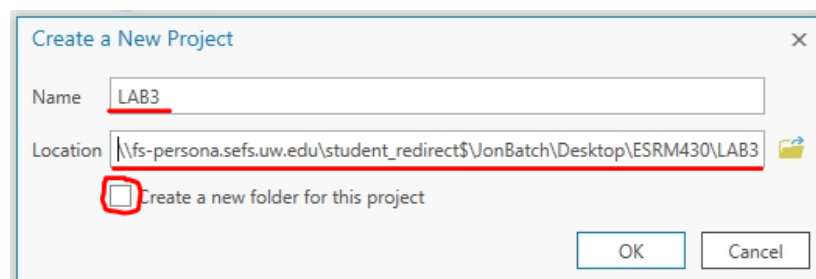 Create a New Project
Name LAB3
Location \\fs-persona.sefs.uw.edu\student_redirect$\JonBatch\Desktop\ESRM430\LAB3
Create a new folder for this project
OK Cancel